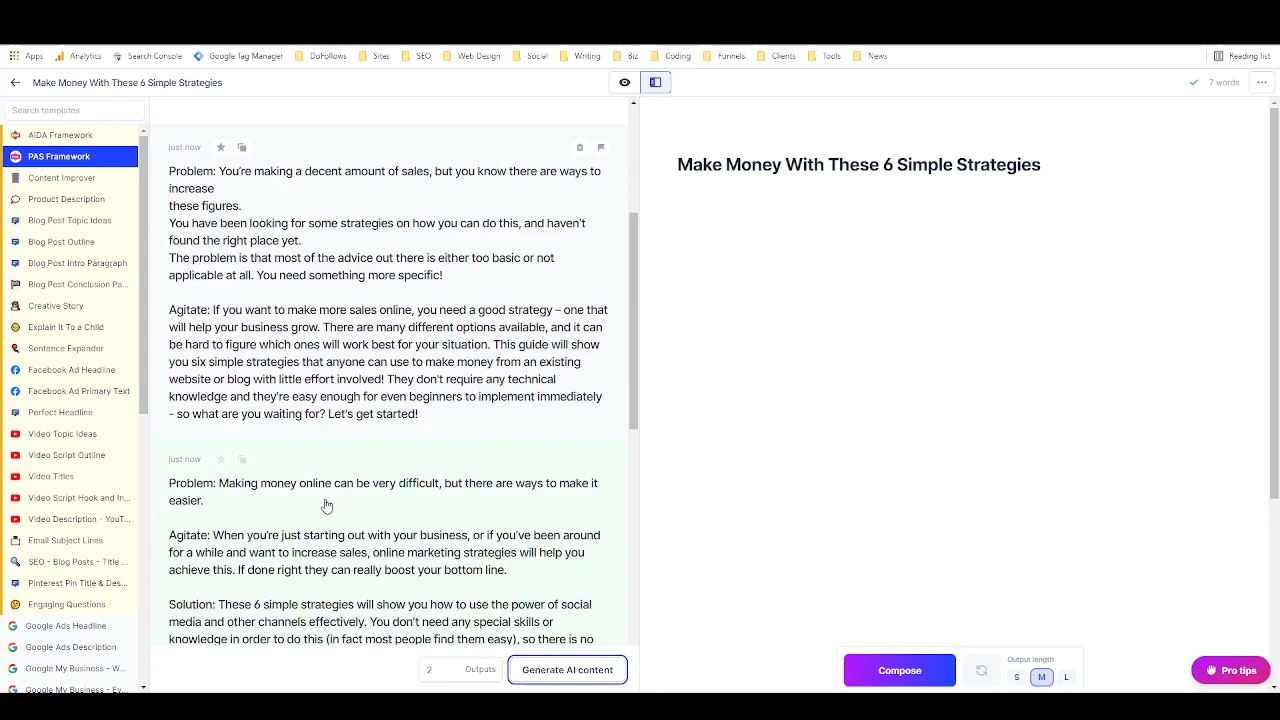 Apps Analytics Search Console Google Tag Manager DoFollows Sites SEO Web Design Social Writing Biz Coding Funnels Clients Tools News Reading list
Make Money With These 6 Simple Strategies
7 words
Search templates
AIDA Framework
PAS Framework
Content Improver
Product Description
Blog Post Topic Ideas
Blog Post Outline
Blog Post Intro Paragraph
Blog Post Conclusion Pa...
Creative Story
Explain It To a Child
Sentence Expander
Facebook Ad Headline
Facebook Ad Primary Text
Perfect Headline
Video Topic Ideas
Video Script Outline
Video Titles
Video Script Hook and In...
Video Description - YouT...
Email Subject Lines
SEO - Blog Posts - Title ...
Pinterest Pin Title & Des...
Engaging Questions
Google Ads Headline
Google Ads Description
Google My Business - W...
Google My Business - Ev...
just now
Problem: You're making a decent amount of sales, but you know there are ways to
increase
these figures.
You have been looking for some strategies on how you can do this, and haven't
found the right place yet.
The problem is that most of the advice out there is either too basic or not
applicable at all. You need something more specific!
Agitate: If you want to make more sales online, you need a good strategy – one that
will help your business grow. There are many different options available, and it can
be hard to figure which ones will work best for your situation. This guide will show
you six simple strategies that anyone can use to make money from an existing
website or blog with little effort involved! They don't require any technical
knowledge and they're easy enough for even beginners to implement immediately
- so what are you waiting for? Let's get started!
just now
Problem: Making money online can be very difficult, but there are ways to make it
easier.
Agitate: When you're just starting out with your business, or if you've been around
for a while and want to increase sales, online marketing strategies will help you
achieve this. If done right they can really boost your bottom line.
Solution: These 6 simple strategies will show you how to use the power of social
media and other channels effectively. You don't need any special skills or
knowledge in order to do this (in fact most people find them easy), so there is no
2 Outputs
Generate AI content
Make Money With These 6 Simple Strategies
Compose
Output length
S M L
Pro tips